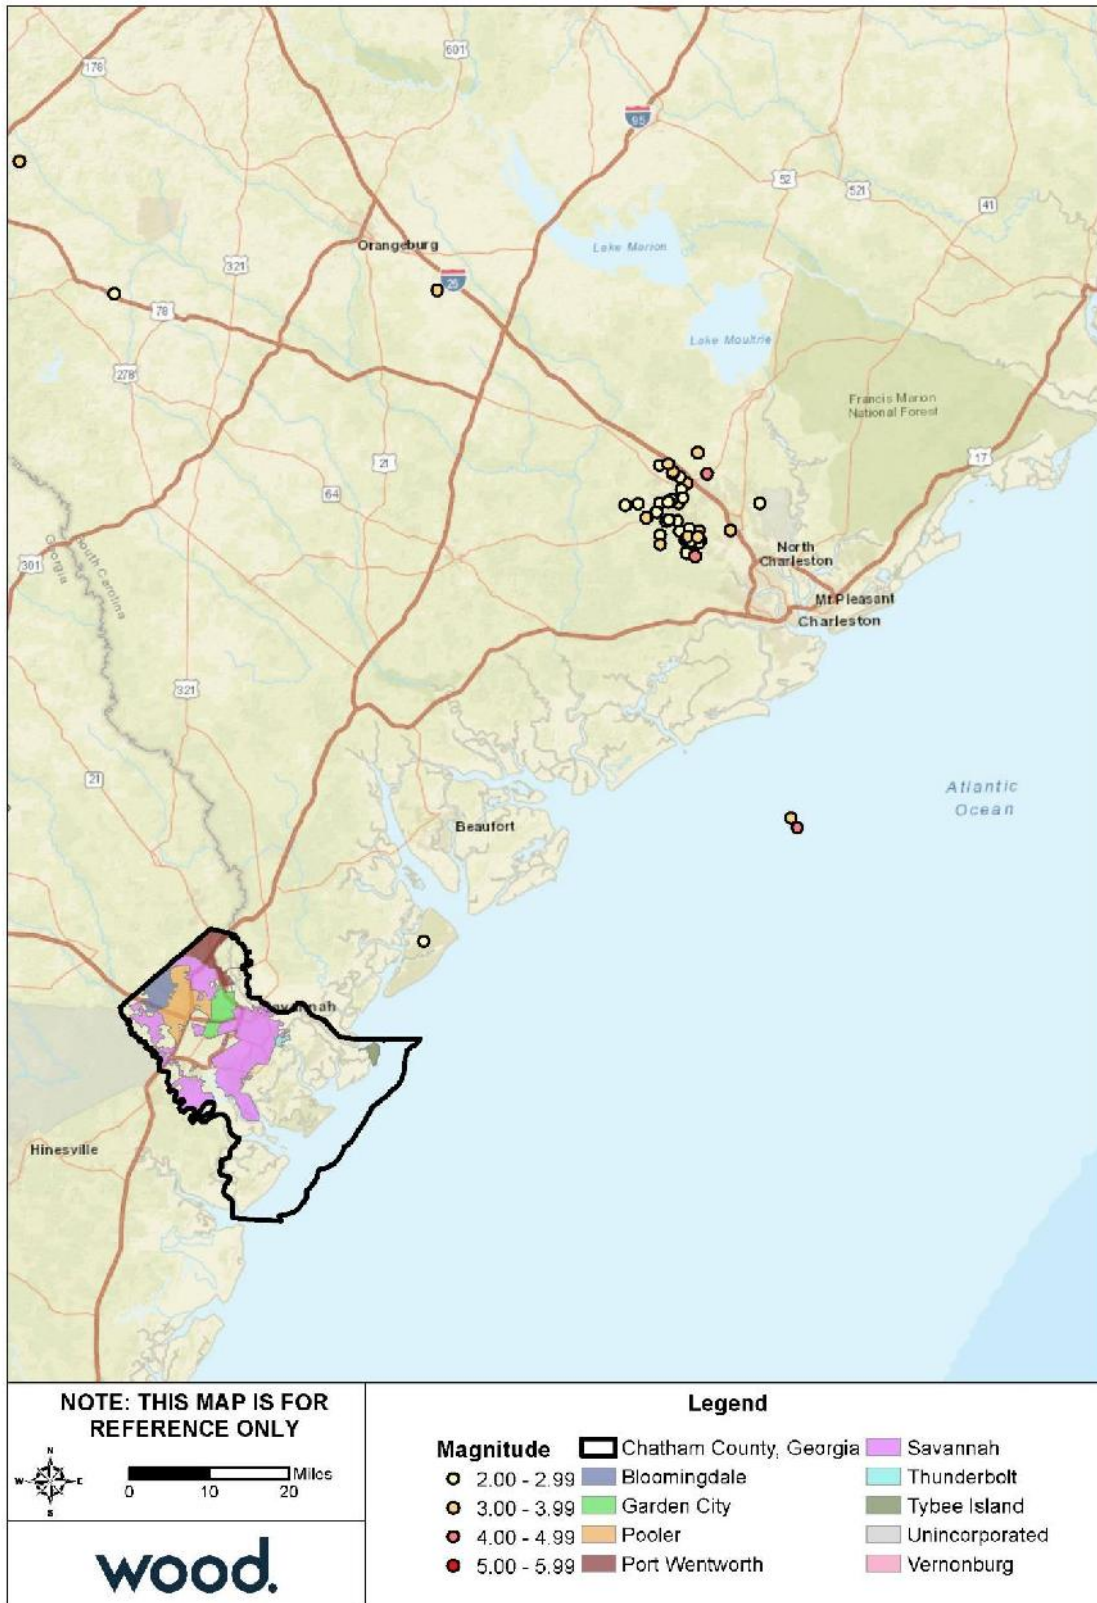 601
178
95
52
521
41
Orangeburg
Lake Marion
321
26
78
Lake Moultrie
278
Francis Marion
National Forest
21
17
64
South Carolina
Georgia
301
North
Charleston
Mt Pleasant
Charleston
321
21
Atlantic
Ocean
Beaufort
Savannah
Hinesville
NOTE: THIS MAP IS FOR
REFERENCE ONLY
N
W E
S
Miles
0 10 20
wood.
Legend
Magnitude
2.00 - 2.99
3.00 - 3.99
4.00 - 4.99
5.00 - 5.99
Chatham County, Georgia
Bloomingdale
Garden City
Pooler
Port Wentworth
Savannah
Thunderbolt
Tybee Island
Unincorporated
Vernonburg